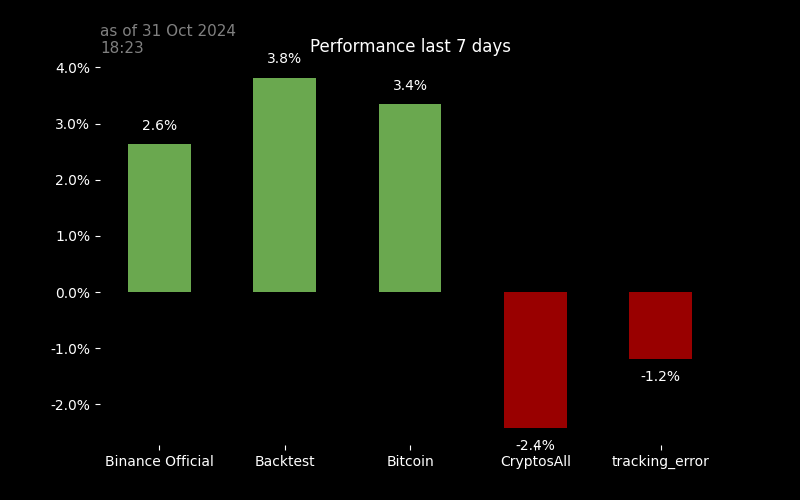 as of 31 Oct 2024
18:23
Performance last 7 days
4.0%
3.0%
2.0%
1.0%
0.0%
-1.0%
-2.0%
2.6%
3.8%
3.4%
-2.4%
-1.2%
Binance Official
Backtest
Bitcoin
CryptosAll
tracking_error